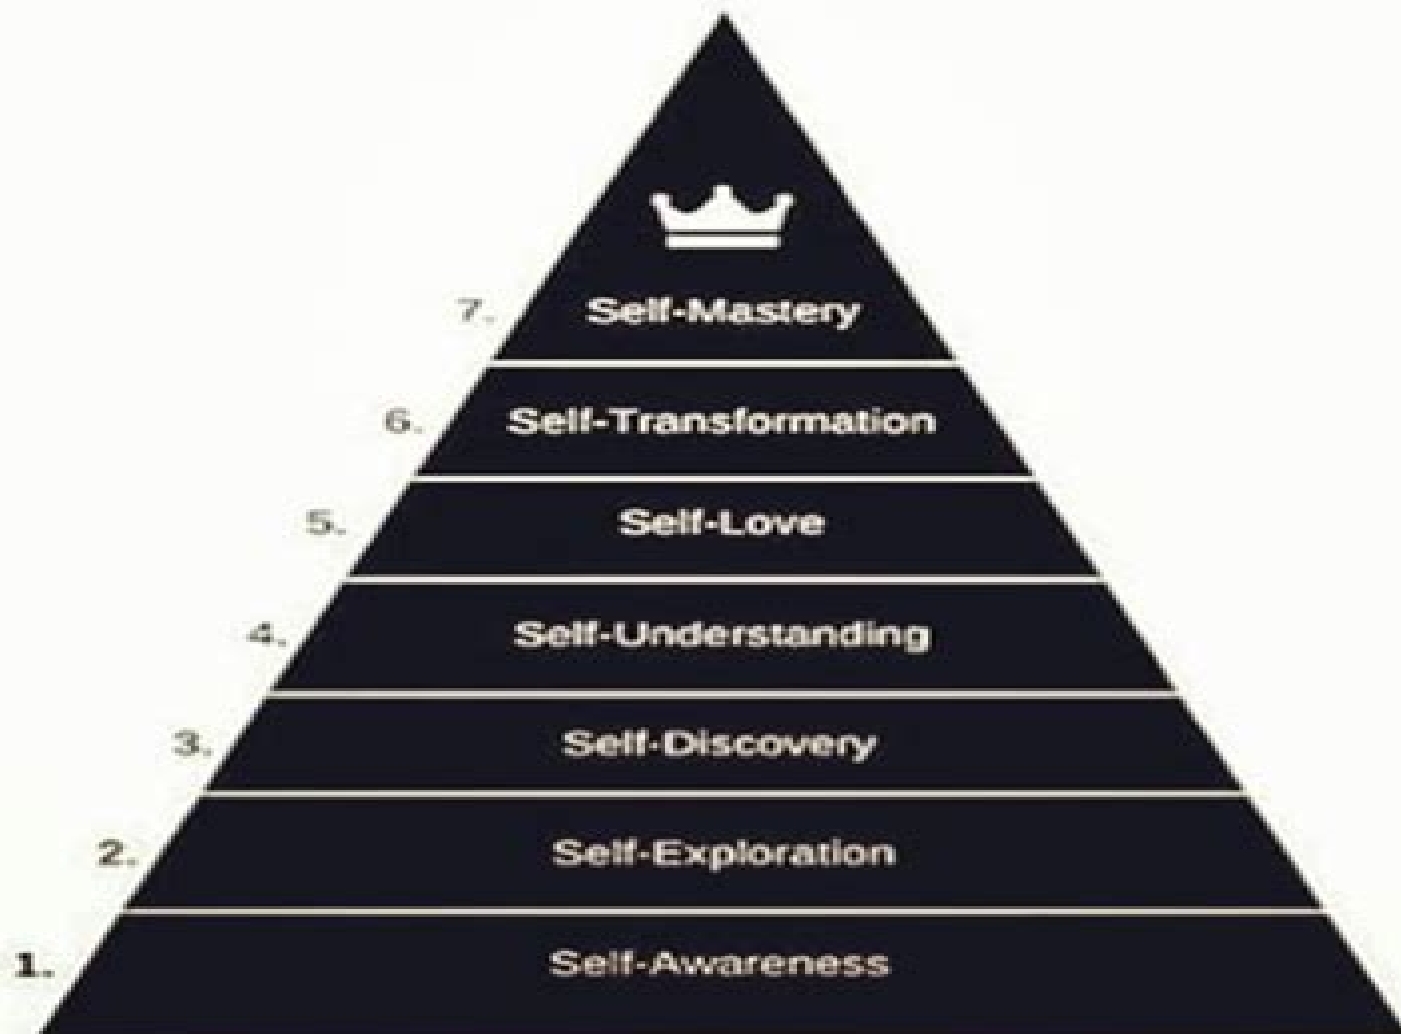 7. Self-Mastery
6. Self-Transformation
5. Self-Love
4. Self-Understanding
3. Self-Discovery
2. Self-Exploration
1. Self-Awareness